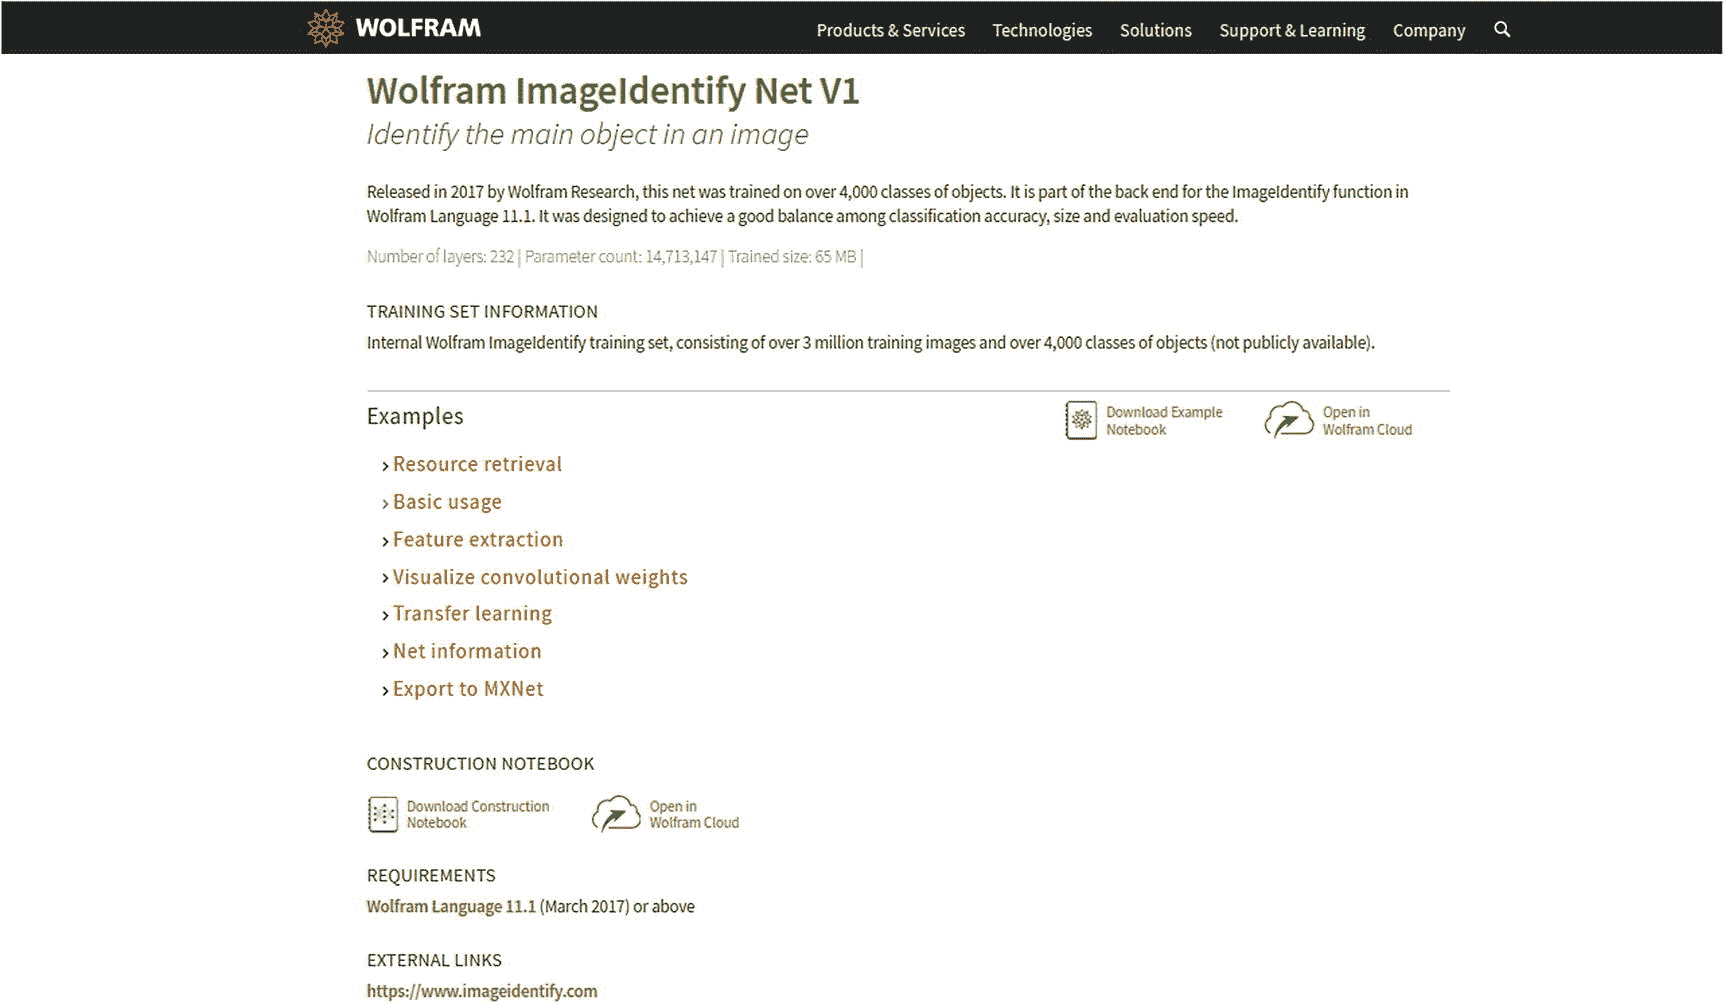 WOLFRAM
Products & Services
Technologies
Solutions
Support & Learning
Company
Wolfram ImageIdentify Net V1
Identify the main object in an image
Released in 2017 by Wolfram Research, this net was trained on over 4,000 classes of objects. It is part of the back end for the ImageIdentify function in
Wolfram Language 11.1. It was designed to achieve a good balance among classification accuracy, size and evaluation speed.
Number of layers: 232 | Parameter count: 14,713,147 | Trained size: 65 MB |
TRAINING SET INFORMATION
Internal Wolfram ImageIdentify training set, consisting of over 3 million training images and over 4,000 classes of objects (not publicly available).
Examples
Download Example
Notebook
Open in
Wolfram Cloud
› Resource retrieval
› Basic usage
› Feature extraction
› Visualize convolutional weights
› Transfer learning
› Net information
› Export to MXNet
CONSTRUCTION NOTEBOOK
Download Construction
Notebook
Open in
Wolfram Cloud
REQUIREMENTS
Wolfram Language 11.1 (March 2017) or above
EXTERNAL LINKS
https://www.imageidentify.com